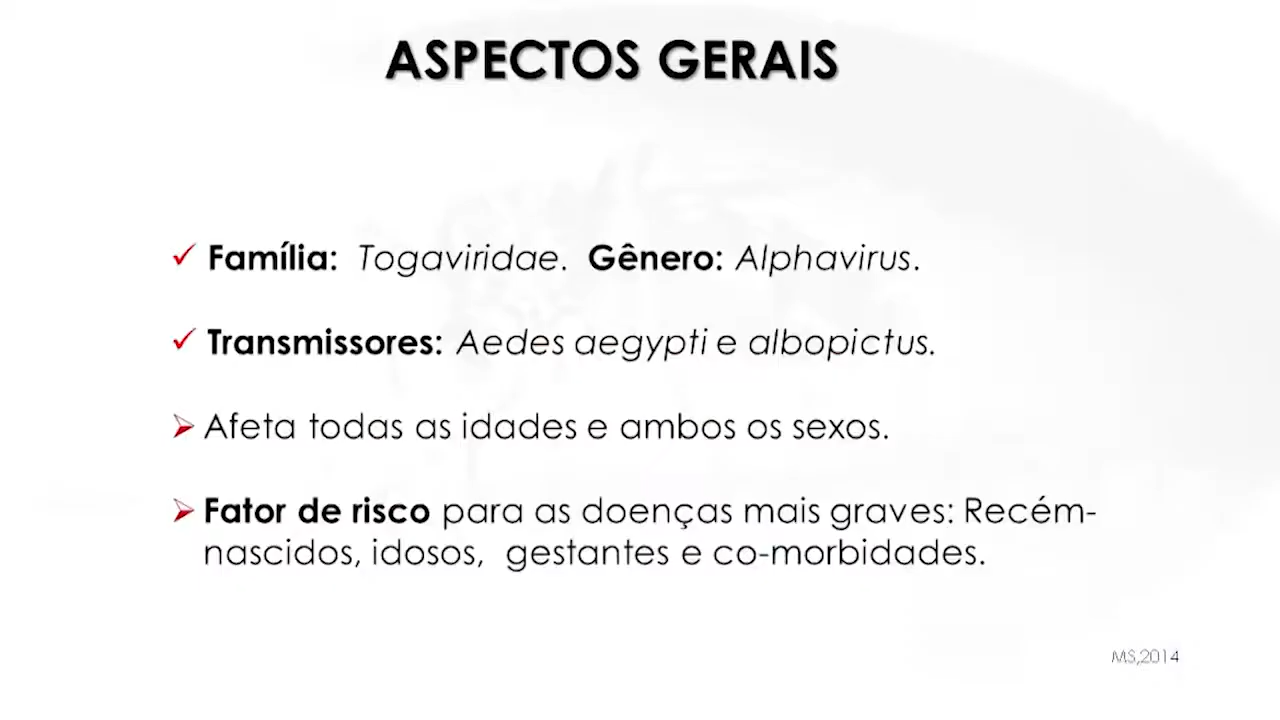 ASPECTOS GERAIS
Família: Togaviridae. Gênero: Alphavirus.
Transmissores: Aedes aegypti e albopictus.
Afeta todas as idades e ambos os sexos.
Fator de risco para as doenças mais graves: Recém-
nascidos, idosos, gestantes e co-morbidades.
MS,2014